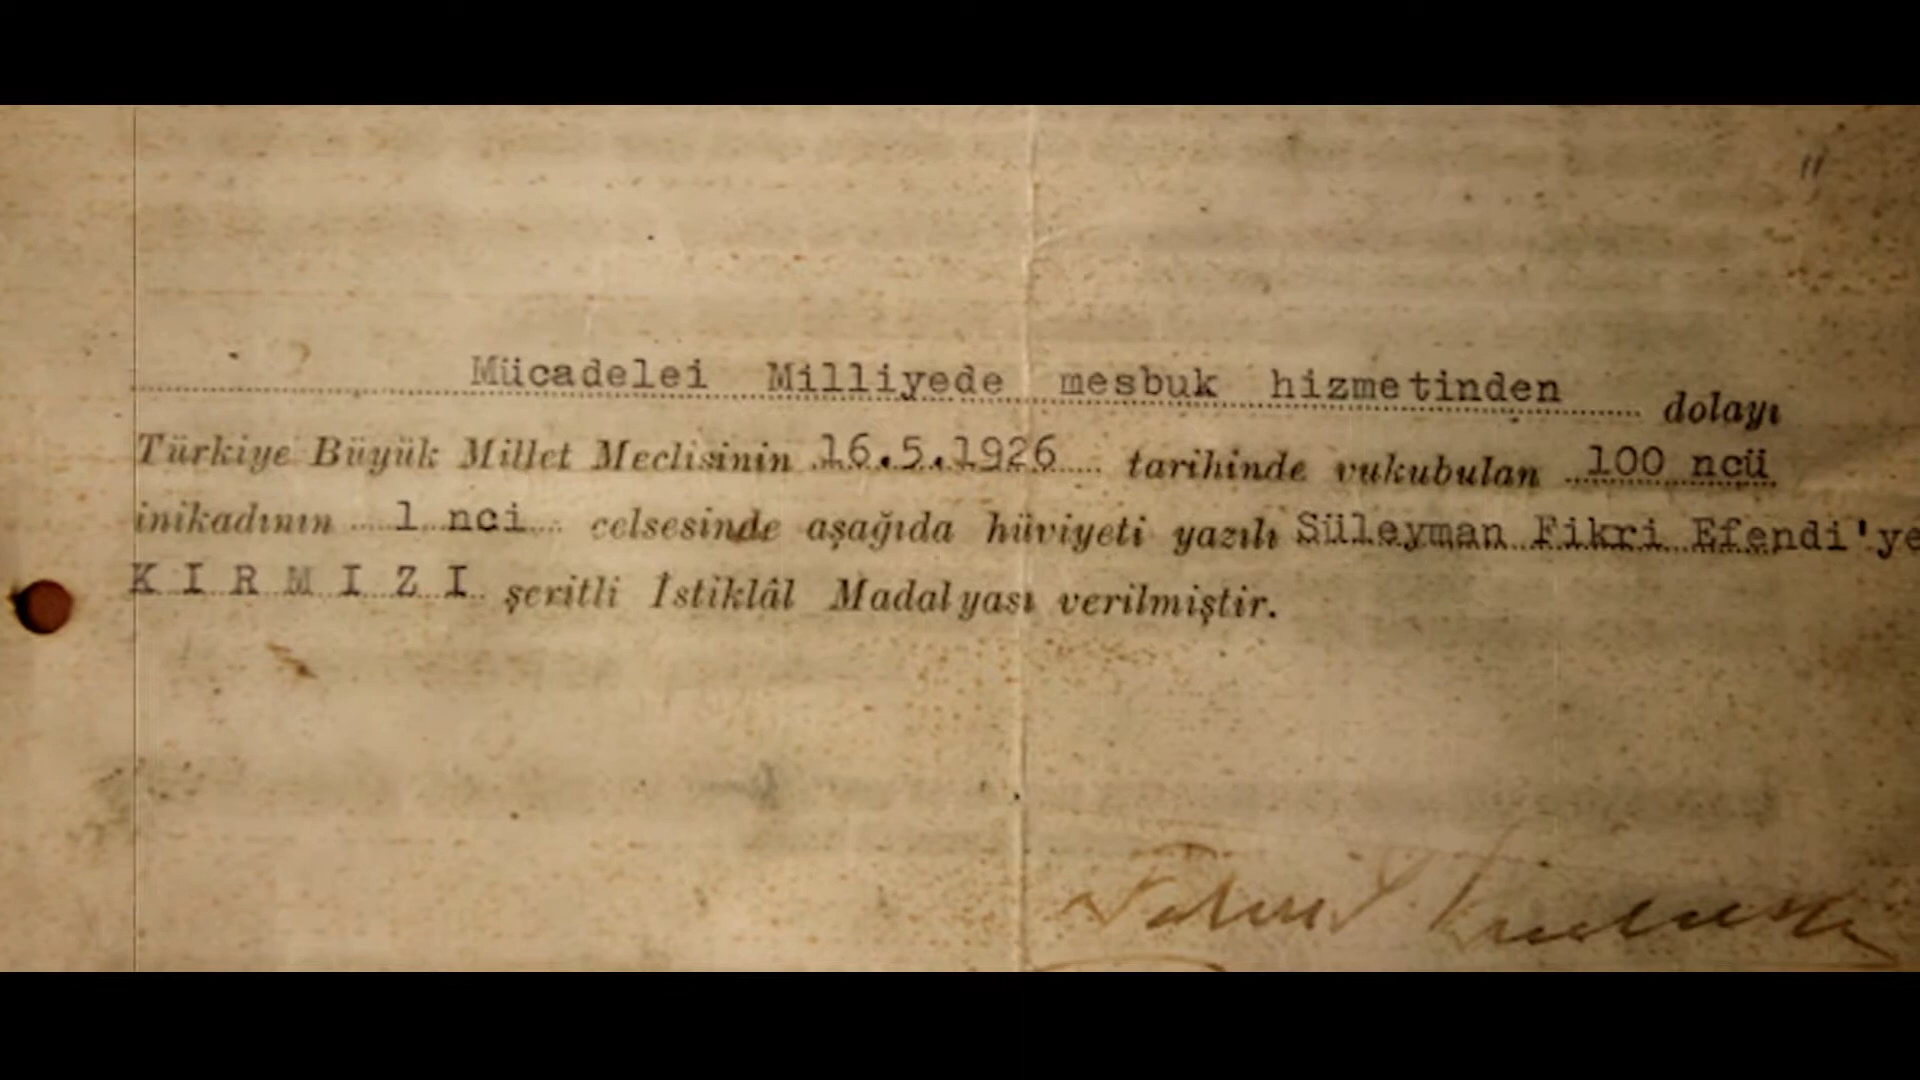 Mücadelei Milliyede mesbuk hizmetinden dolayı
Türkiye Büyük Millet Meclisinin 16.5.1926 tarihinde vukubulan 100 ncü
inikadının 1 nci celsesinde aşağıda hüviyeti yazılı Süleyman Fikri Efendi'ye
KIRMIZI şeritli İstiklâl Madalyası verilmiştir.